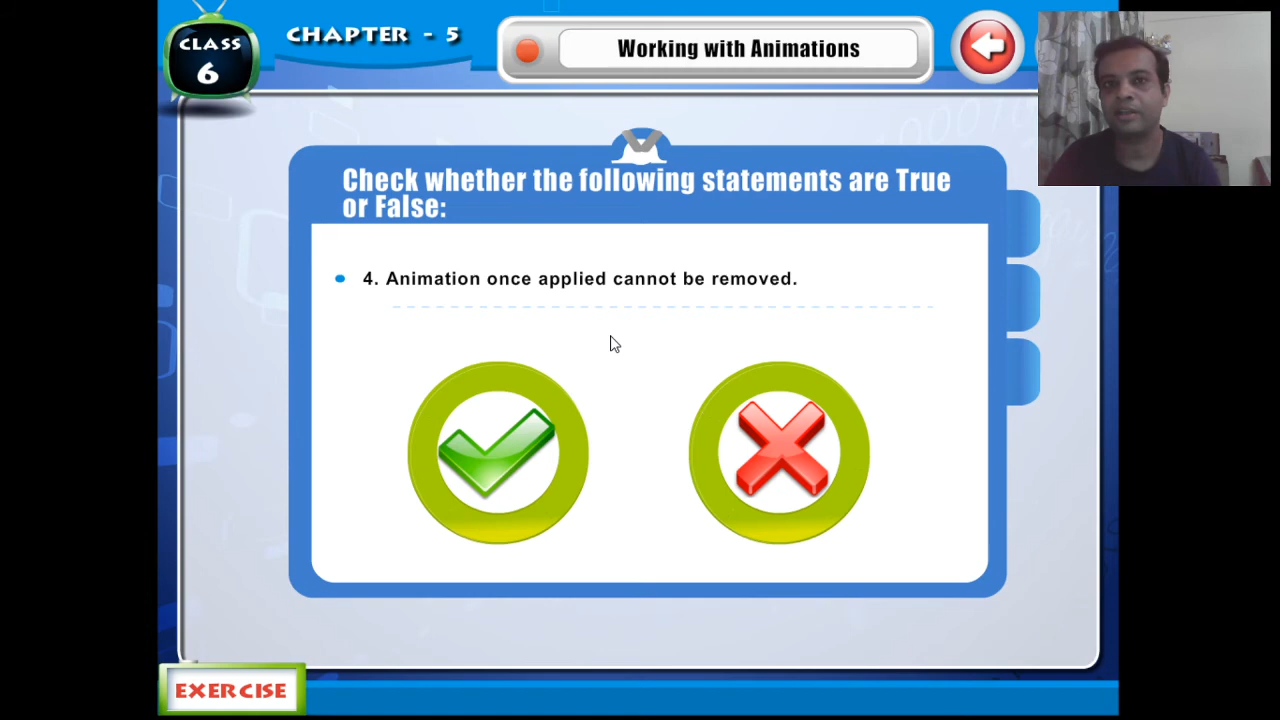 CLASS
6
CHAPTER - 5
Working with Animations
Check whether the following statements are True
or False:
4. Animation once applied cannot be removed.
EXERCISE